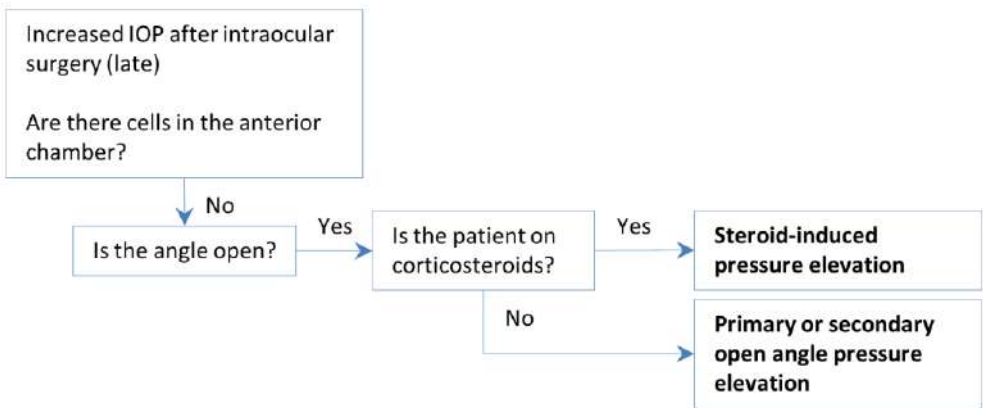 Increased IOP after intraocular
surgery (late)
Are there cells in the anterior
chamber?
No
Is the angle open?
Yes
Is the patient on
corticosteroids?
Yes
Steroid-induced
pressure elevation
No
Primary or secondary
open angle pressure
elevation